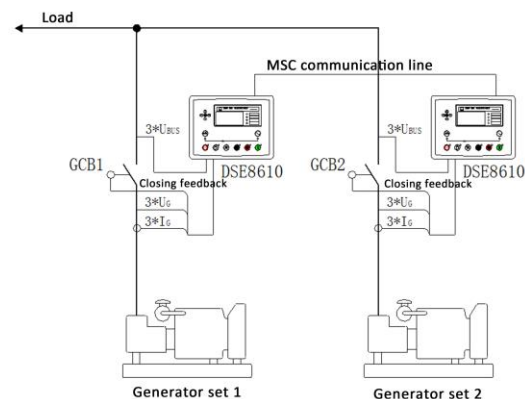 Load
MSC communication line
3*UBUS
DSE8610
GCB1
Closing feedback
3*UG
3*IG
3*UBUS
DSE8610
GCB2
Closing feedback
3*UG
3*IG
Generator set 1
Generator set 2